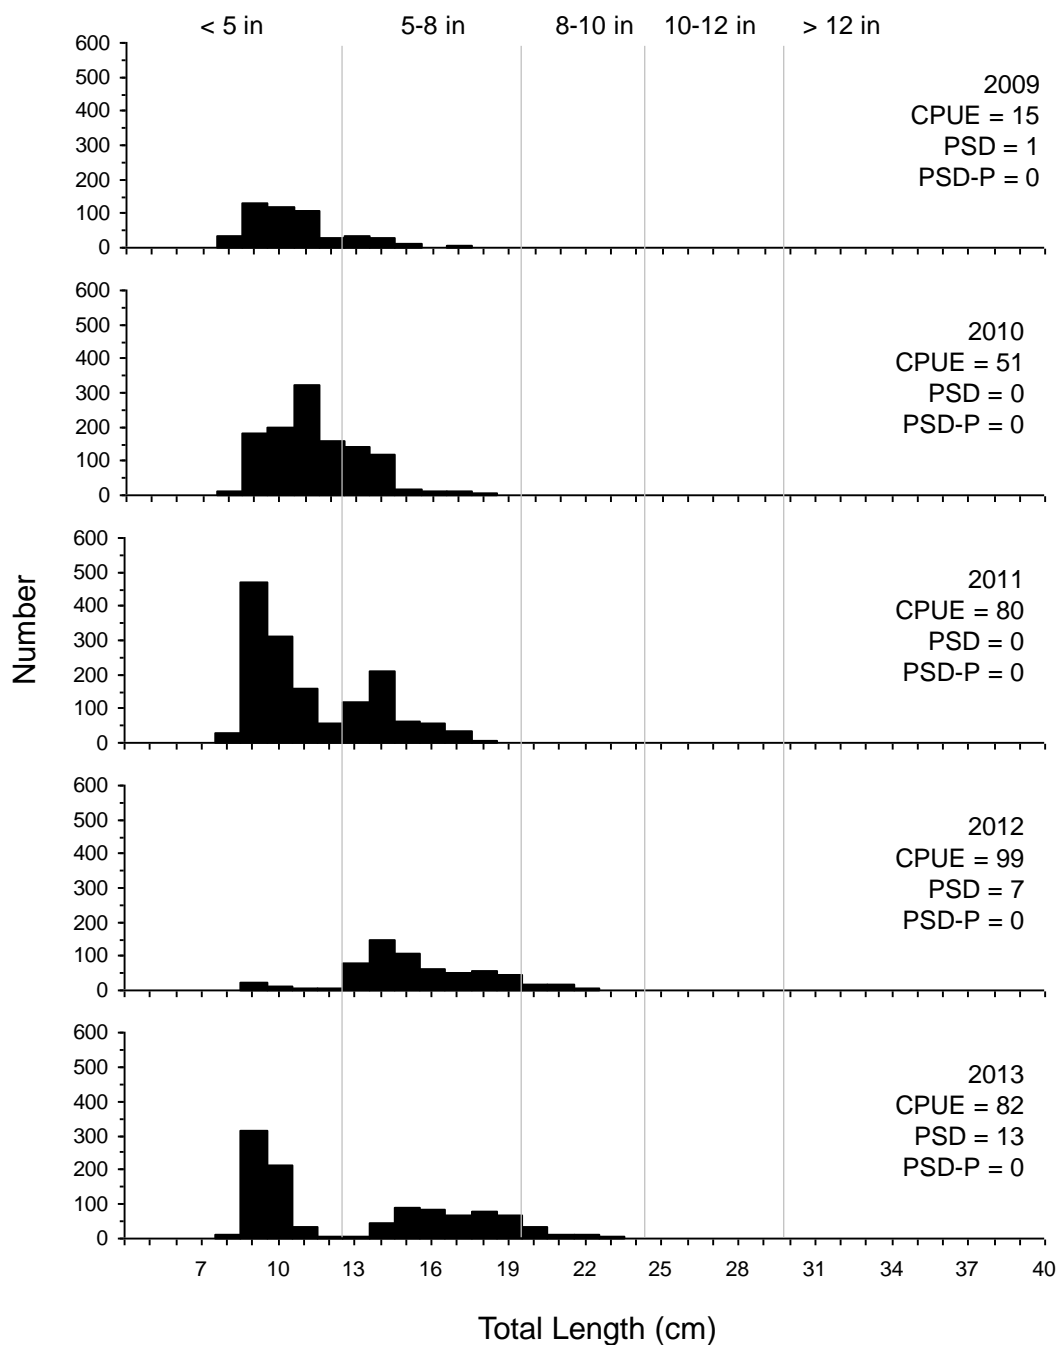 < 5 in 5-8 in 8-10 in 10-12 in > 12 in
600
500
400
300
200
100
0
2009
CPUE = 15
PSD = 1
PSD-P = 0
600
500
400
300
200
100
0
2010
CPUE = 51
PSD = 0
PSD-P = 0
600
500
400
300
200
100
0
2011
CPUE = 80
PSD = 0
PSD-P = 0
Number
600
500
400
300
200
100
0
2012
CPUE = 99
PSD = 7
PSD-P = 0
600
500
400
300
200
100
0
2013
CPUE = 82
PSD = 13
PSD-P = 0
7 10 13 16 19 22 25 28 31 34 37 40
Total Length (cm)